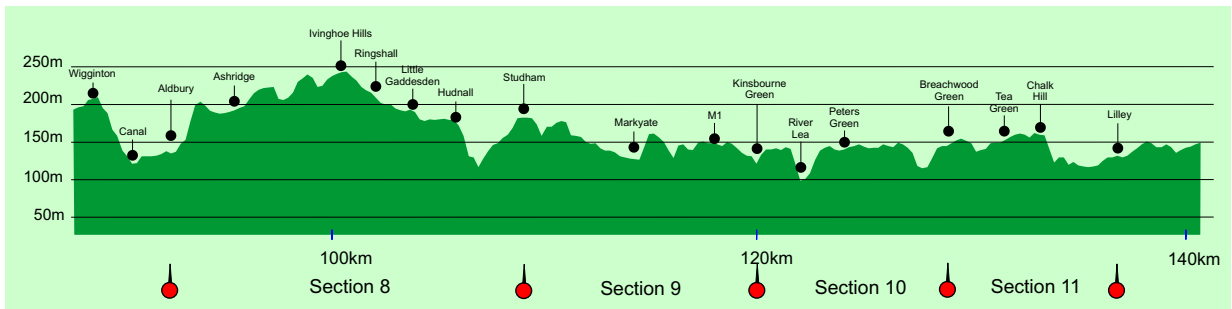 Ivinghoe Hills
Ringshall
250m
Wigginton
Ashridge
Little
Gaddesden
Studham
Hudnall
Aldbury
200m
Kinsbourne
Green
Breachwood
Green
Tea
Green
Chalk
Hill
Canal
Markyate
M1
River
Lea
Peters
Green
Lilley
150m
100m
50m
100km
120km
140km
Section 8
Section 9
Section 10
Section 11